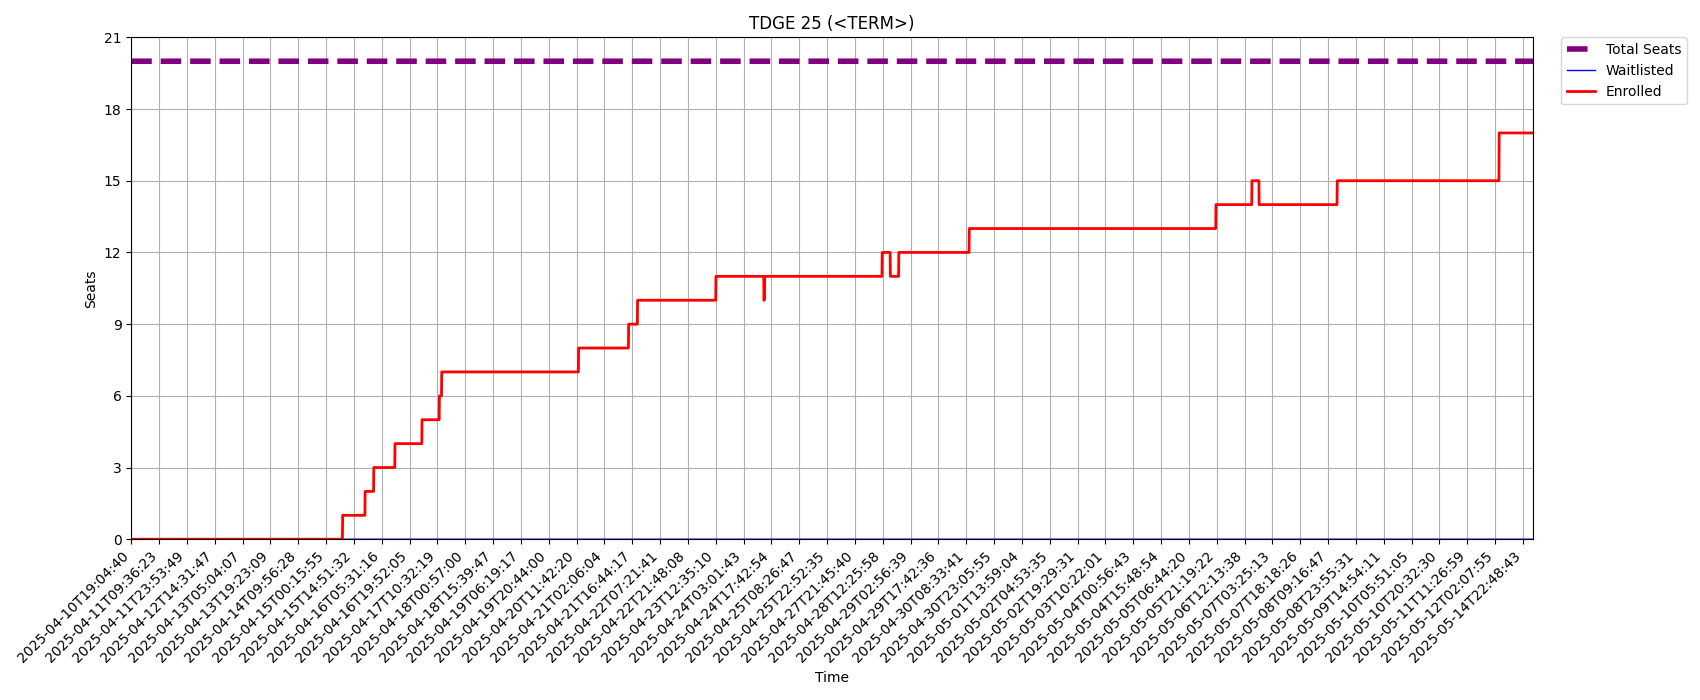 TDGE 25 (<TERM>)
Total Seats
Waitlisted
Enrolled
21
18
15
12
9
6
3
0
Seats
2025-04-10T19:04:40
2025-04-11T09:36:23
2025-04-11T23:53:49
2025-04-12T14:31:47
2025-04-13T05:04:07
2025-04-13T19:23:09
2025-04-14T09:56:28
2025-04-15T00:15:55
2025-04-15T14:51:32
2025-04-16T05:31:16
2025-04-16T19:52:05
2025-04-17T10:32:19
2025-04-18T00:57:00
2025-04-18T15:39:47
2025-04-19T06:19:17
2025-04-19T20:44:00
2025-04-20T11:42:20
2025-04-21T02:06:04
2025-04-21T16:44:17
2025-04-22T07:21:41
2025-04-22T21:48:08
2025-04-23T12:35:10
2025-04-24T03:01:43
2025-04-24T17:42:54
2025-04-25T08:26:47
2025-04-25T22:52:35
2025-04-27T21:45:40
2025-04-28T12:25:58
2025-04-29T02:56:39
2025-04-29T17:42:36
2025-04-30T08:33:41
2025-04-30T23:05:55
2025-05-01T13:59:04
2025-05-02T04:53:35
2025-05-02T19:29:31
2025-05-03T10:22:01
2025-05-04T00:56:43
2025-05-04T15:48:54
2025-05-05T06:44:20
2025-05-05T21:19:22
2025-05-06T12:13:38
2025-05-07T03:25:13
2025-05-07T18:18:26
2025-05-08T09:16:47
2025-05-08T23:55:31
2025-05-09T14:54:11
2025-05-10T05:51:05
2025-05-10T20:32:30
2025-05-11T11:26:59
2025-05-12T02:07:55
2025-05-14T22:48:43
Time